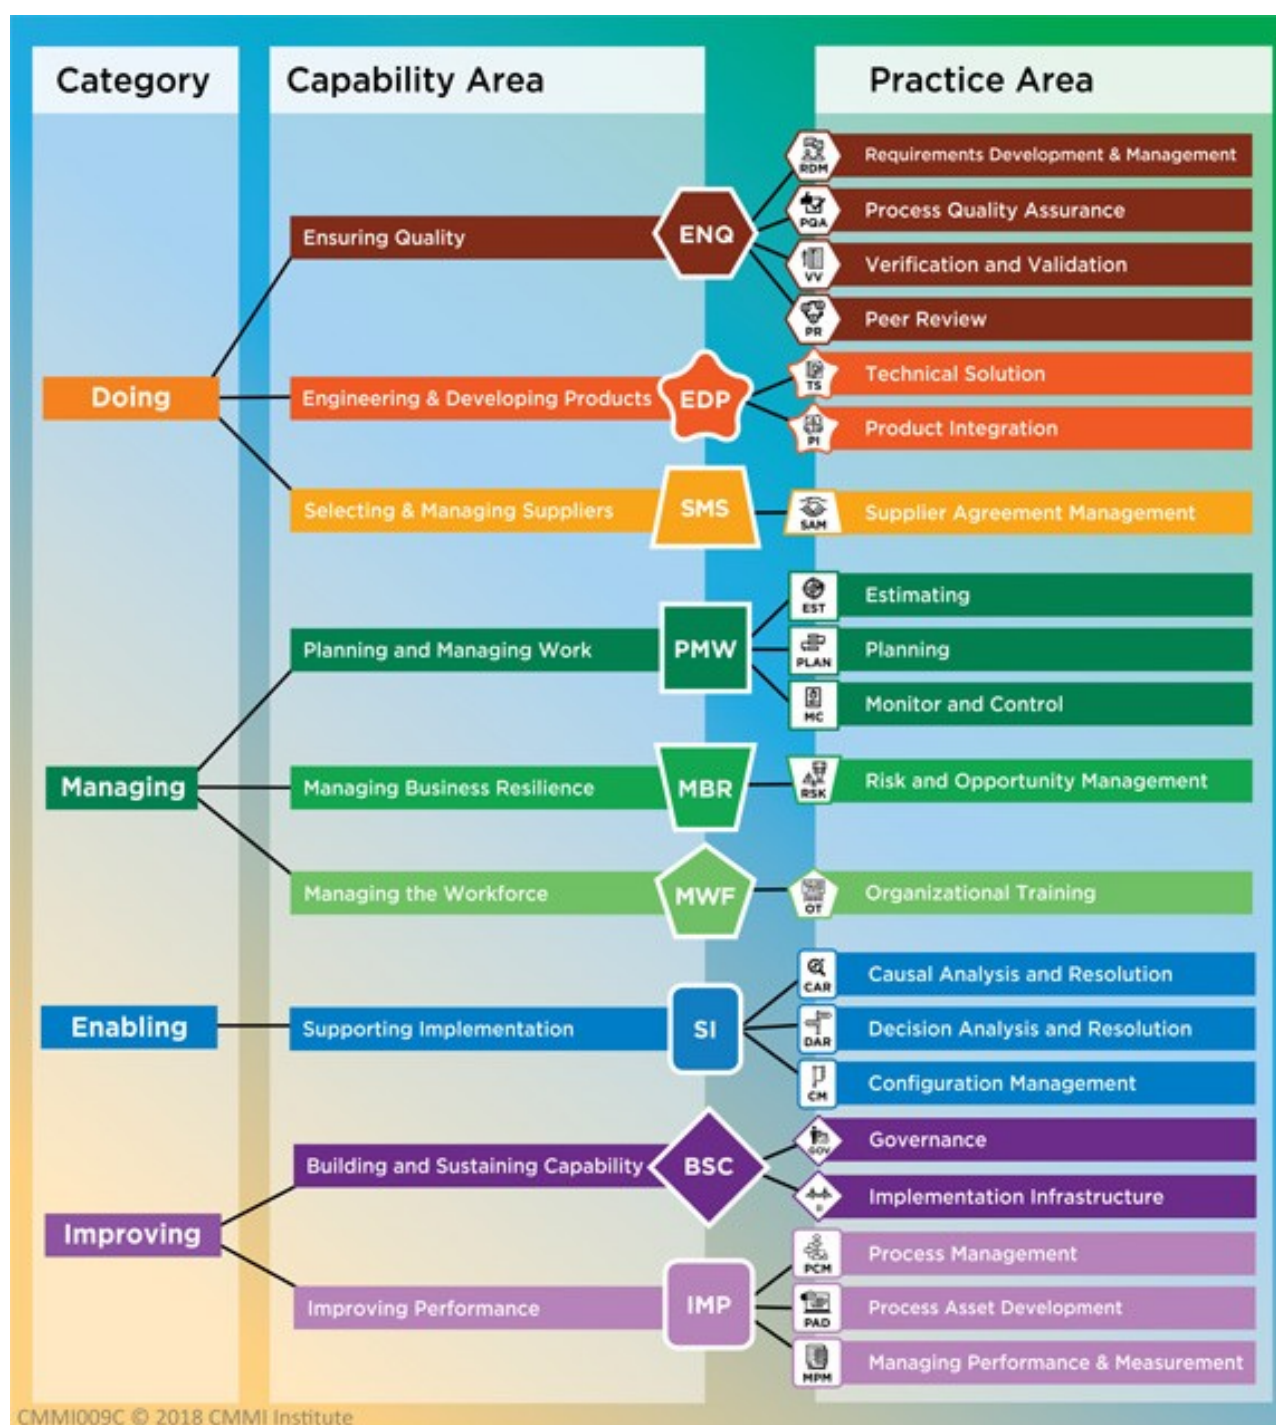 Category
Capability Area
Practice Area
Doing
Ensuring Quality
ENQ
RDM
Requirements Development & Management
PQA
Process Quality Assurance
VV
Verification and Validation
PR
Peer Review
Engineering & Developing Products
EDP
TS
Technical Solution
PI
Product Integration
Selecting & Managing Suppliers
SMS
SAM
Supplier Agreement Management
Managing
Planning and Managing Work
PMW
EST
Estimating
PLAN
Planning
MC
Monitor and Control
Managing Business Resilience
MBR
RSK
Risk and Opportunity Management
Managing the Workforce
MWF
OT
Organizational Training
Enabling
Supporting Implementation
SI
CAR
Causal Analysis and Resolution
DAR
Decision Analysis and Resolution
CM
Configuration Management
Improving
Building and Sustaining Capability
BSC
GOV
Governance
II
Implementation Infrastructure
Improving Performance
IMP
PCM
Process Management
PAD
Process Asset Development
MPM
Managing Performance & Measurement
CMMI009C © 2018 CMMI Institute